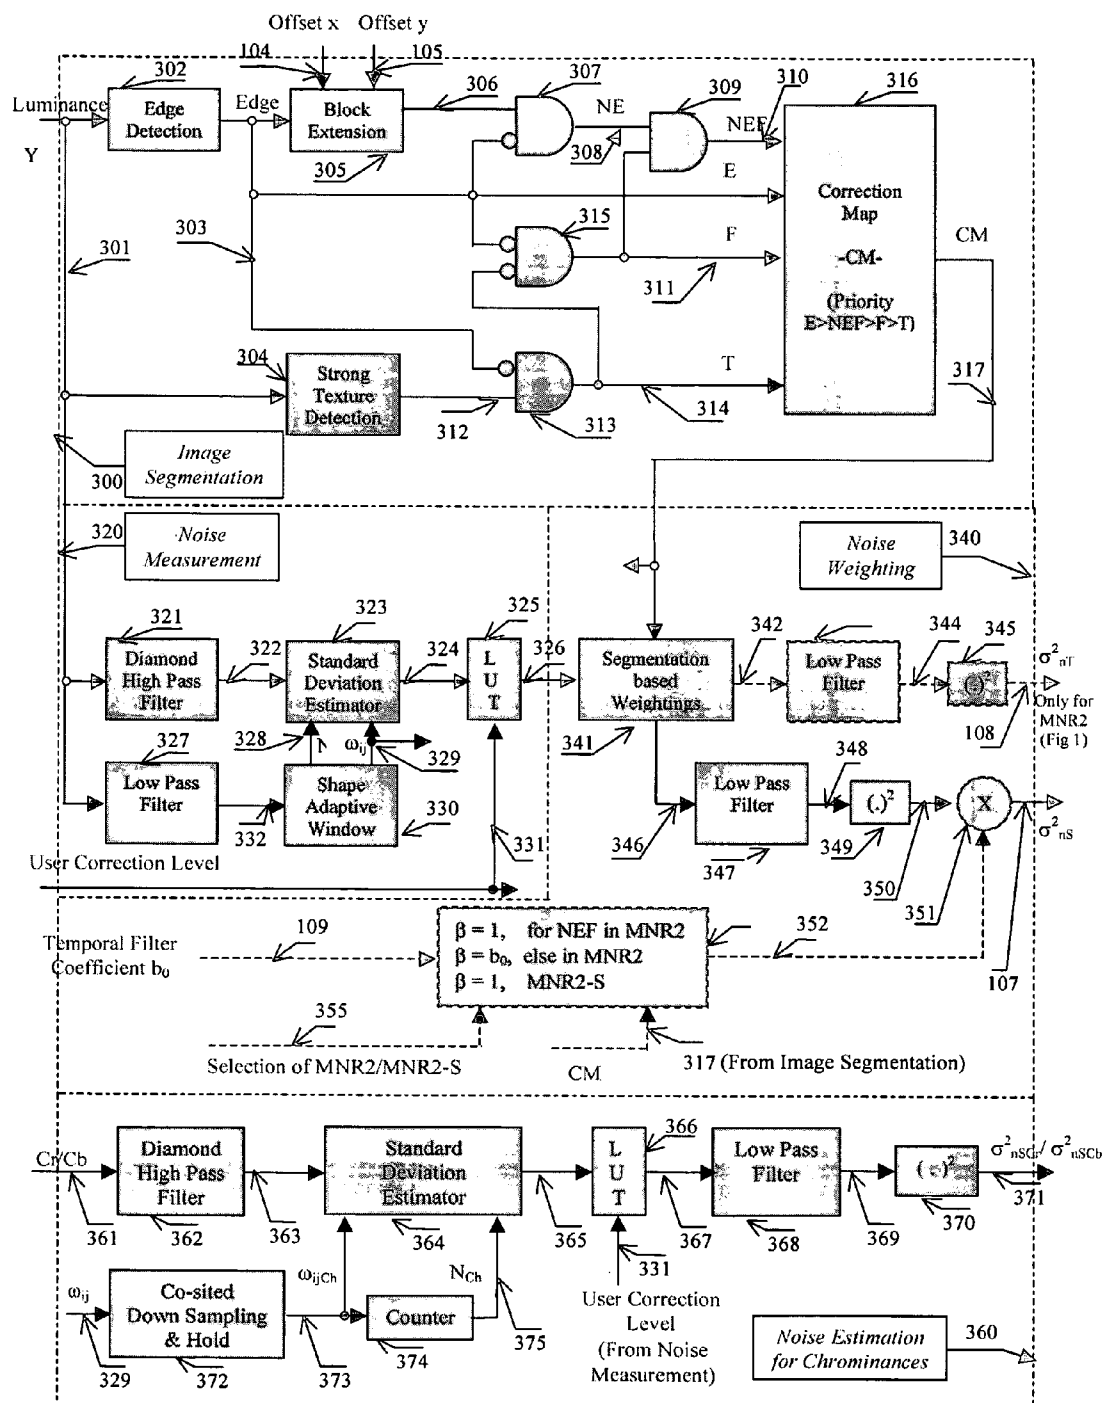 Offset x Offset y
104 105
302 306 307 309 310 316
Luminance
Edge
Detection
Edge
Block
Extension
NE
NEF
Y
305
308
E
303
301
315
F
311
Correction
Map
-CM-
(Priority
E>NEF>F>T)
CM
317
304
Strong
Texture
Detection
312
313
T
314
300
Image
Segmentation
320
Noise
Measurement
Noise
Weighting
340
321
Diamond
High Pass
Filter
322
323
Standard
Deviation
Estimator
324
325
L
U
T
326
Segmentation
based
Weightings
341
342
Low Pass
Filter
344
345
(.)²
σ²nT
108
Only for
MNR2
(Fig 1)
327
Low Pass
Filter
328
ωij
329
332
Shape
Adaptive
Window
330
331
346
Low Pass
Filter
347
348
(.)²
349
350
X
351
σ²nS
107
User Correction Level
Temporal Filter
Coefficient b0
109
β = 1, for NEF in MNR2
β = b0, else in MNR2
β = 1, MNR2-S
352
355
Selection of MNR2/MNR2-S
CM
317 (From Image Segmentation)
Cr/Cb
361
Diamond
High Pass
Filter
362
363
Standard
Deviation
Estimator
364
365
L
U
T
366
367
Low Pass
Filter
368
369
(.)²
370
σ²nSCr / σ²nSCb
371
ωij
329
Co-sited
Down Sampling
& Hold
372
373
ωijCh
Counter
374
NCh
375
331
User Correction
Level
(From Noise
Measurement)
Noise Estimation
for Chrominances
360